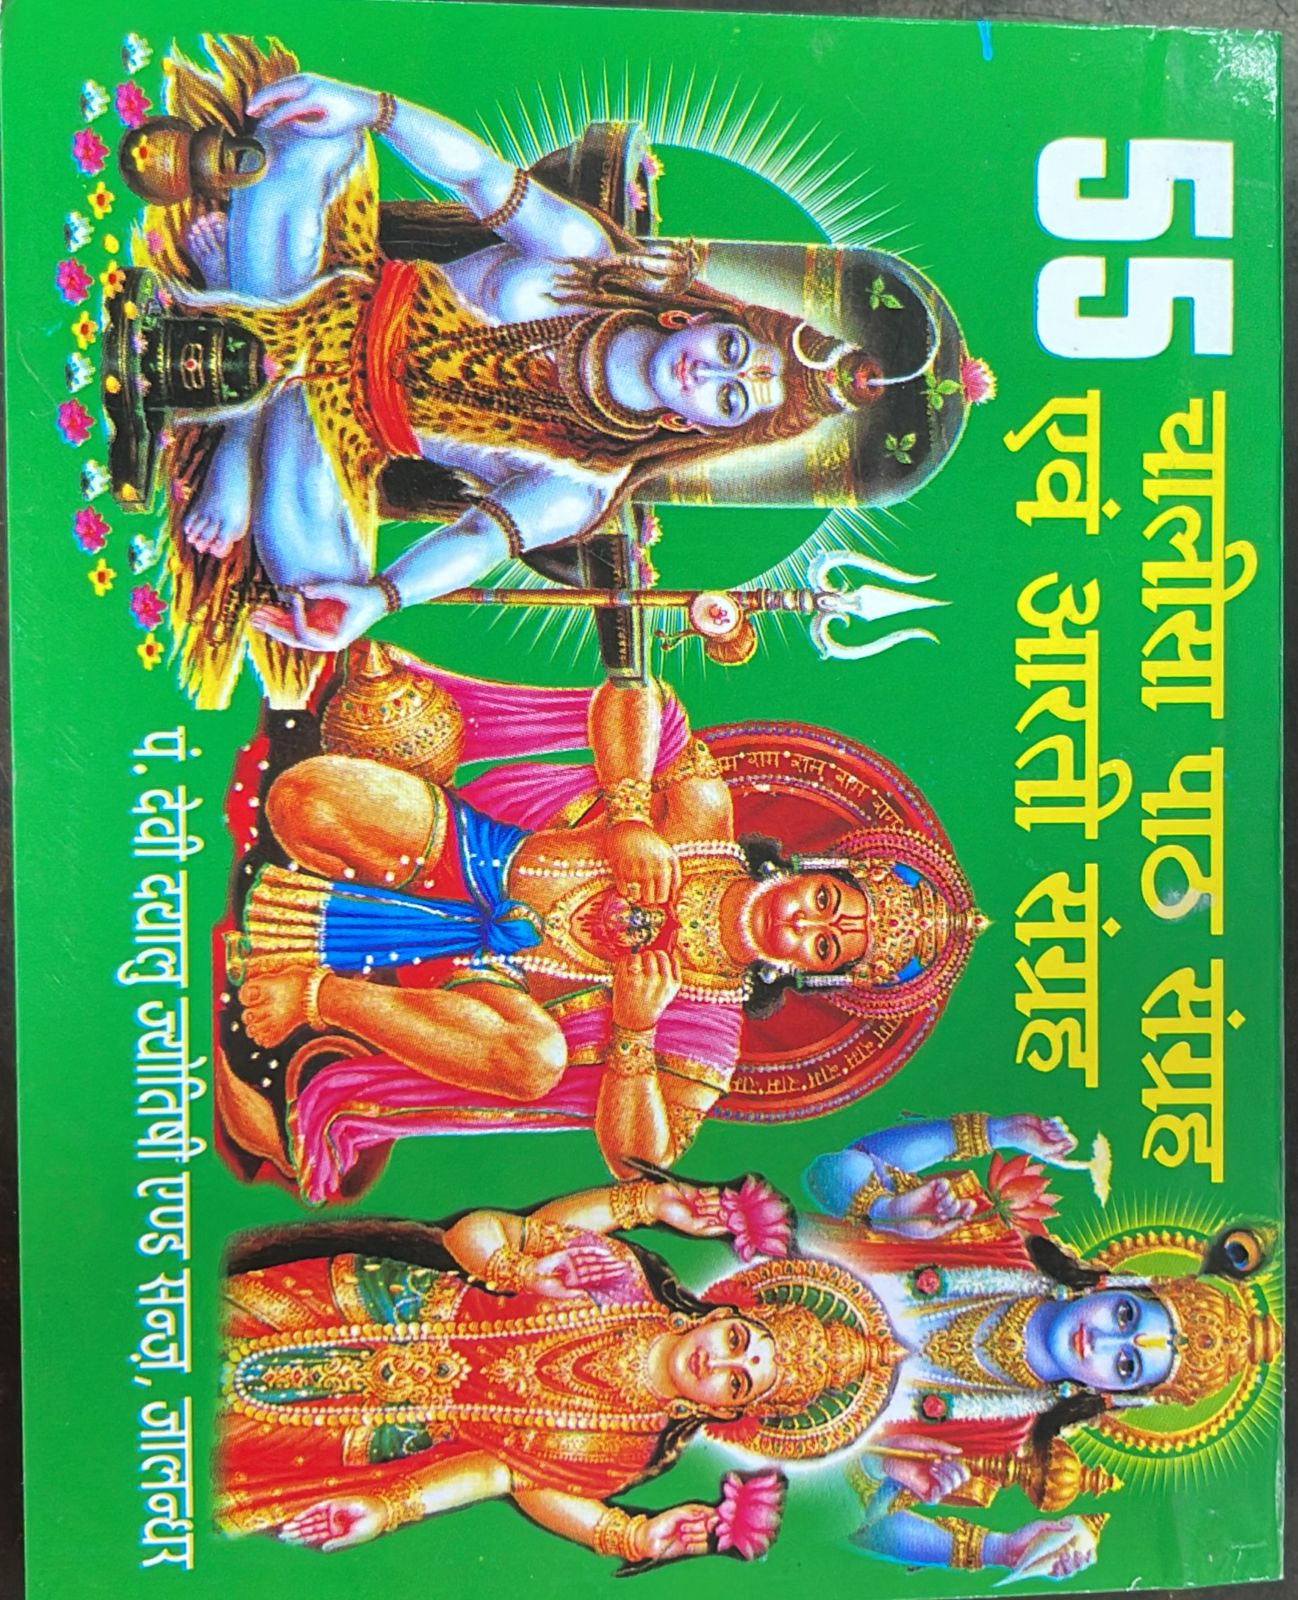 55 चालीसा पाठ संग्रह
एवं आरती संग्रह
पं. देवी दयालु ज्योतिषी एण्ड सन्ज़, जालन्धर